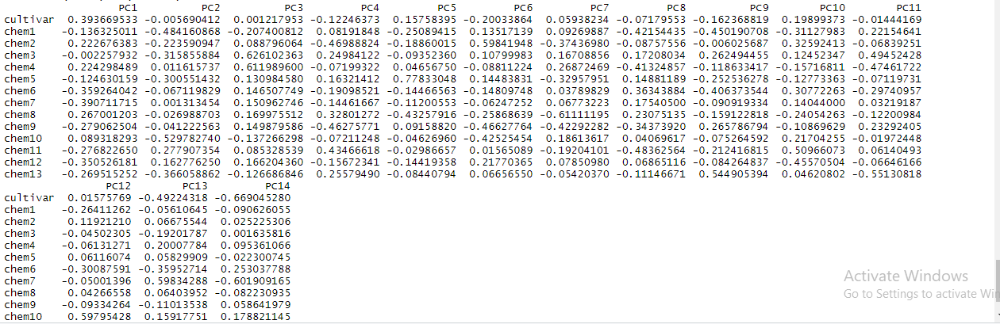 PC1 PC2 PC3 PC4 PC5 PC6 PC7 PC8 PC9 PC10 PC11
cultivar 0.393669533 -0.005690412 0.001217953 -0.12246373 0.15758395 -0.20033864 0.05938234 -0.07179553 -0.162368819 0.19899373 -0.01444169
chem1 -0.136325011 -0.484160868 -0.207400812 0.08191848 -0.25089415 0.13517139 0.09269887 -0.42154435 -0.450190708 -0.31127983 0.22154641
chem2 0.222676383 -0.223590947 0.088796064 -0.46988824 -0.18860015 0.59841948 -0.37436980 -0.08757556 -0.006025687 0.32592413 -0.06839251
chem3 -0.002257932 -0.315855884 0.626102363 0.24984122 -0.09352360 0.10799983 0.16708856 0.17208034 0.262494455 0.12452347 0.49452428
chem4 0.224298489 0.011615737 0.611989600 -0.07199322 0.04656750 -0.08811224 0.26872469 -0.41324857 -0.118633417 -0.15716811 -0.47461722
chem5 -0.124630159 -0.300551432 0.130984580 0.16321412 0.77833048 0.14483831 -0.32957951 0.14881189 -0.252536278 -0.12773363 -0.07119731
chem6 -0.359264042 -0.067119829 0.146507749 -0.19098521 -0.14466563 -0.14809748 0.03789829 0.36343884 -0.406373544 0.30772263 -0.29740957
chem7 -0.390711715 0.001313454 0.150962746 -0.14461667 -0.11200553 -0.06247252 0.06773223 0.17540500 -0.090919334 0.14044000 0.03219187
chem8 0.267001203 -0.026988703 0.169975512 0.32801272 -0.43257916 -0.25868639 -0.61111195 0.23075135 -0.159122818 -0.24054263 -0.12200984
chem9 -0.279062504 -0.041222563 0.149879586 -0.46275771 0.09158820 -0.46627764 -0.42292282 -0.34373920 0.265786794 -0.10869629 0.23292405
chem10 0.089318293 -0.529782740 -0.137266298 -0.07211248 -0.04626960 -0.42525454 0.18613617 0.04069617 -0.075264592 0.21704255 -0.01972448
chem11 -0.276822650 0.277907354 0.085328539 0.43466618 -0.02986657 0.01565089 -0.19204101 -0.48362564 -0.212416815 0.50966073 0.06140493
chem12 -0.350526181 0.162776250 0.166204360 -0.15672341 -0.14419358 0.21770365 0.07850980 0.06865116 -0.084264837 -0.45570504 -0.06646166
chem13 -0.269515252 -0.366058862 -0.126686846 0.25579490 -0.08440794 0.06656550 -0.05420370 -0.11146671 0.544905394 0.04620802 -0.55130818
PC12 PC13 PC14
cultivar 0.01575769 -0.49224318 -0.669045280
chem1 -0.26411262 -0.05610645 -0.090626055
chem2 0.11921210 0.06675544 0.025225306
chem3 -0.04502305 -0.19201787 0.001635816
chem4 -0.06131271 0.20007784 0.095361066
chem5 0.06116074 0.05829909 -0.022300745
chem6 -0.30087591 -0.35952714 0.253037788
chem7 -0.05001396 0.59834288 -0.601909165
chem8 0.04266558 0.06403952 -0.082230935
chem9 -0.09334264 -0.11013538 0.058641979
chem10 0.59795428 0.15917751 0.178821145
Activate Windows
Go to Settings to activate Win